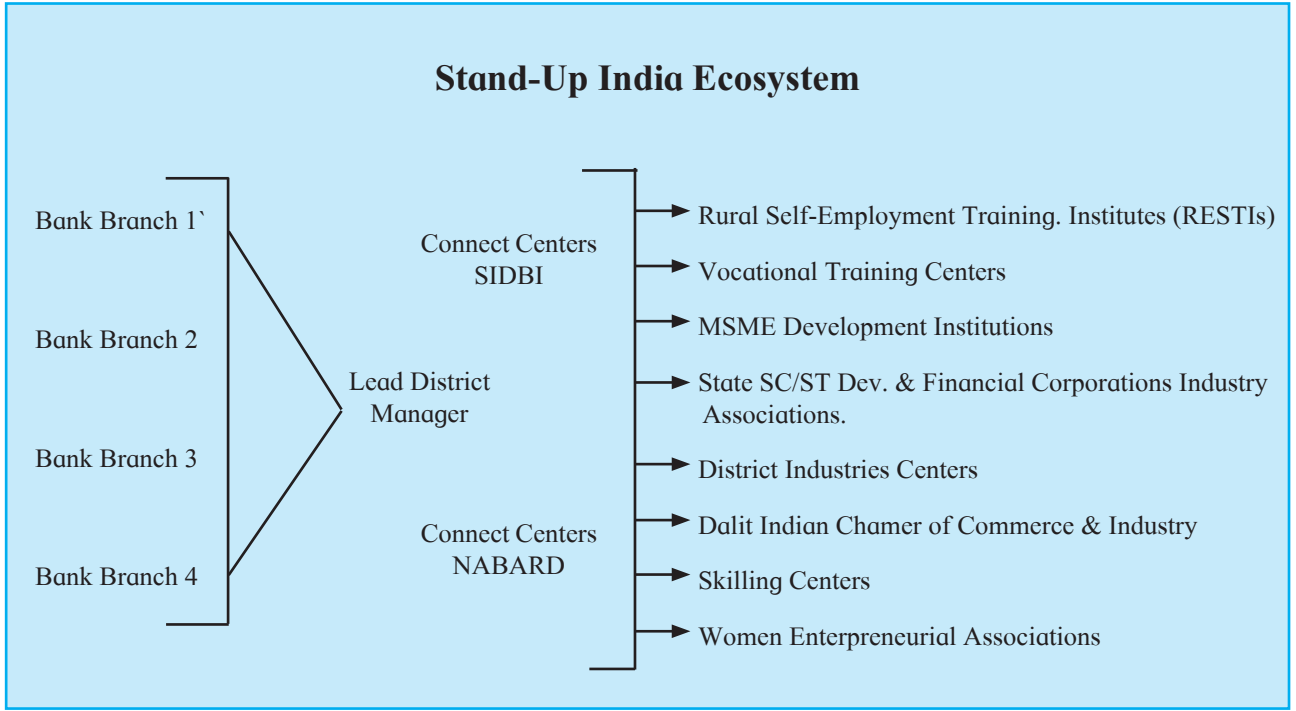 Stand-Up India Ecosystem
Bank Branch 1`
Bank Branch 2
Bank Branch 3
Bank Branch 4
Lead District
Manager
Connect Centers
SIDBI
Connect Centers
NABARD
Rural Self-Employment Training. Institutes (RESTIs)
Vocational Training Centers
MSME Development Institutions
State SC/ST Dev. & Financial Corporations Industry
Associations.
District Industries Centers
Dalit Indian Chamer of Commerce & Industry
Skilling Centers
Women Enterpreneurial Associations